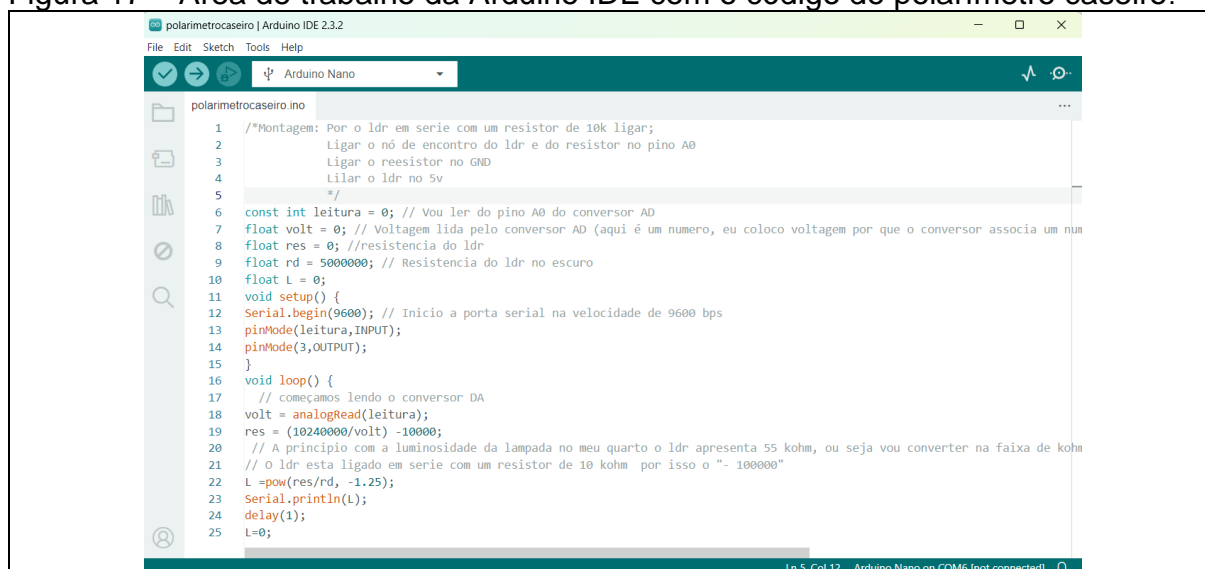 Figura 17 – Área de trabalho da Arduino IDE com o código do polarímetro caseiro.
polarimetrocaseiro | Arduino IDE 2.3.2
File Edit Sketch Tools Help
Arduino Nano
polarimetrocaseiro.ino
1 /*Montagem: Por o ldr em serie com um resistor de 10k ligar;
2 Ligar o nó de encontro do ldr e do resistor no pino A0
3 Ligar o reesistor no GND
4 Lilar o ldr no 5v
5 */
6 const int leitura = 0; // Vou ler do pino A0 do conversor AD
7 float volt = 0; // Voltagem lida pelo conversor AD (aqui é um numero, eu coloco voltagem por que o conversor associa um num
8 float res = 0; //resistencia do ldr
9 float rd = 5000000; // Resistencia do ldr no escuro
10 float L = 0;
11 void setup() {
12 Serial.begin(9600); // Inicio a porta serial na velocidade de 9600 bps
13 pinMode(leitura,INPUT);
14 pinMode(3,OUTPUT);
15 }
16 void loop() {
17 // começamos lendo o conversor DA
18 volt = analogRead(leitura);
19 res = (10240000/volt) -10000;
20 // A principio com a luminosidade da lampada no meu quarto o ldr apresenta 55 kohm, ou seja vou converter na faixa de kohm
21 // O ldr esta ligado em serie com um resistor de 10 kohm por isso o "- 100000"
22 L =pow(res/rd, -1.25);
23 Serial.println(L);
24 delay(1);
25 L=0;
Ln 5, Col 12 Arduino Nano on COM6 [not connected]